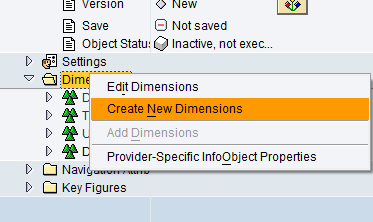 Version New
Save Not saved
Object Status Inactive, not exec...
Settings
Dime
Edit Dimensions
D
Create New Dimensions
T
Add Dimensions
U
Provider-Specific InfoObject Properties
D
Navigation Attrib
Key Figures